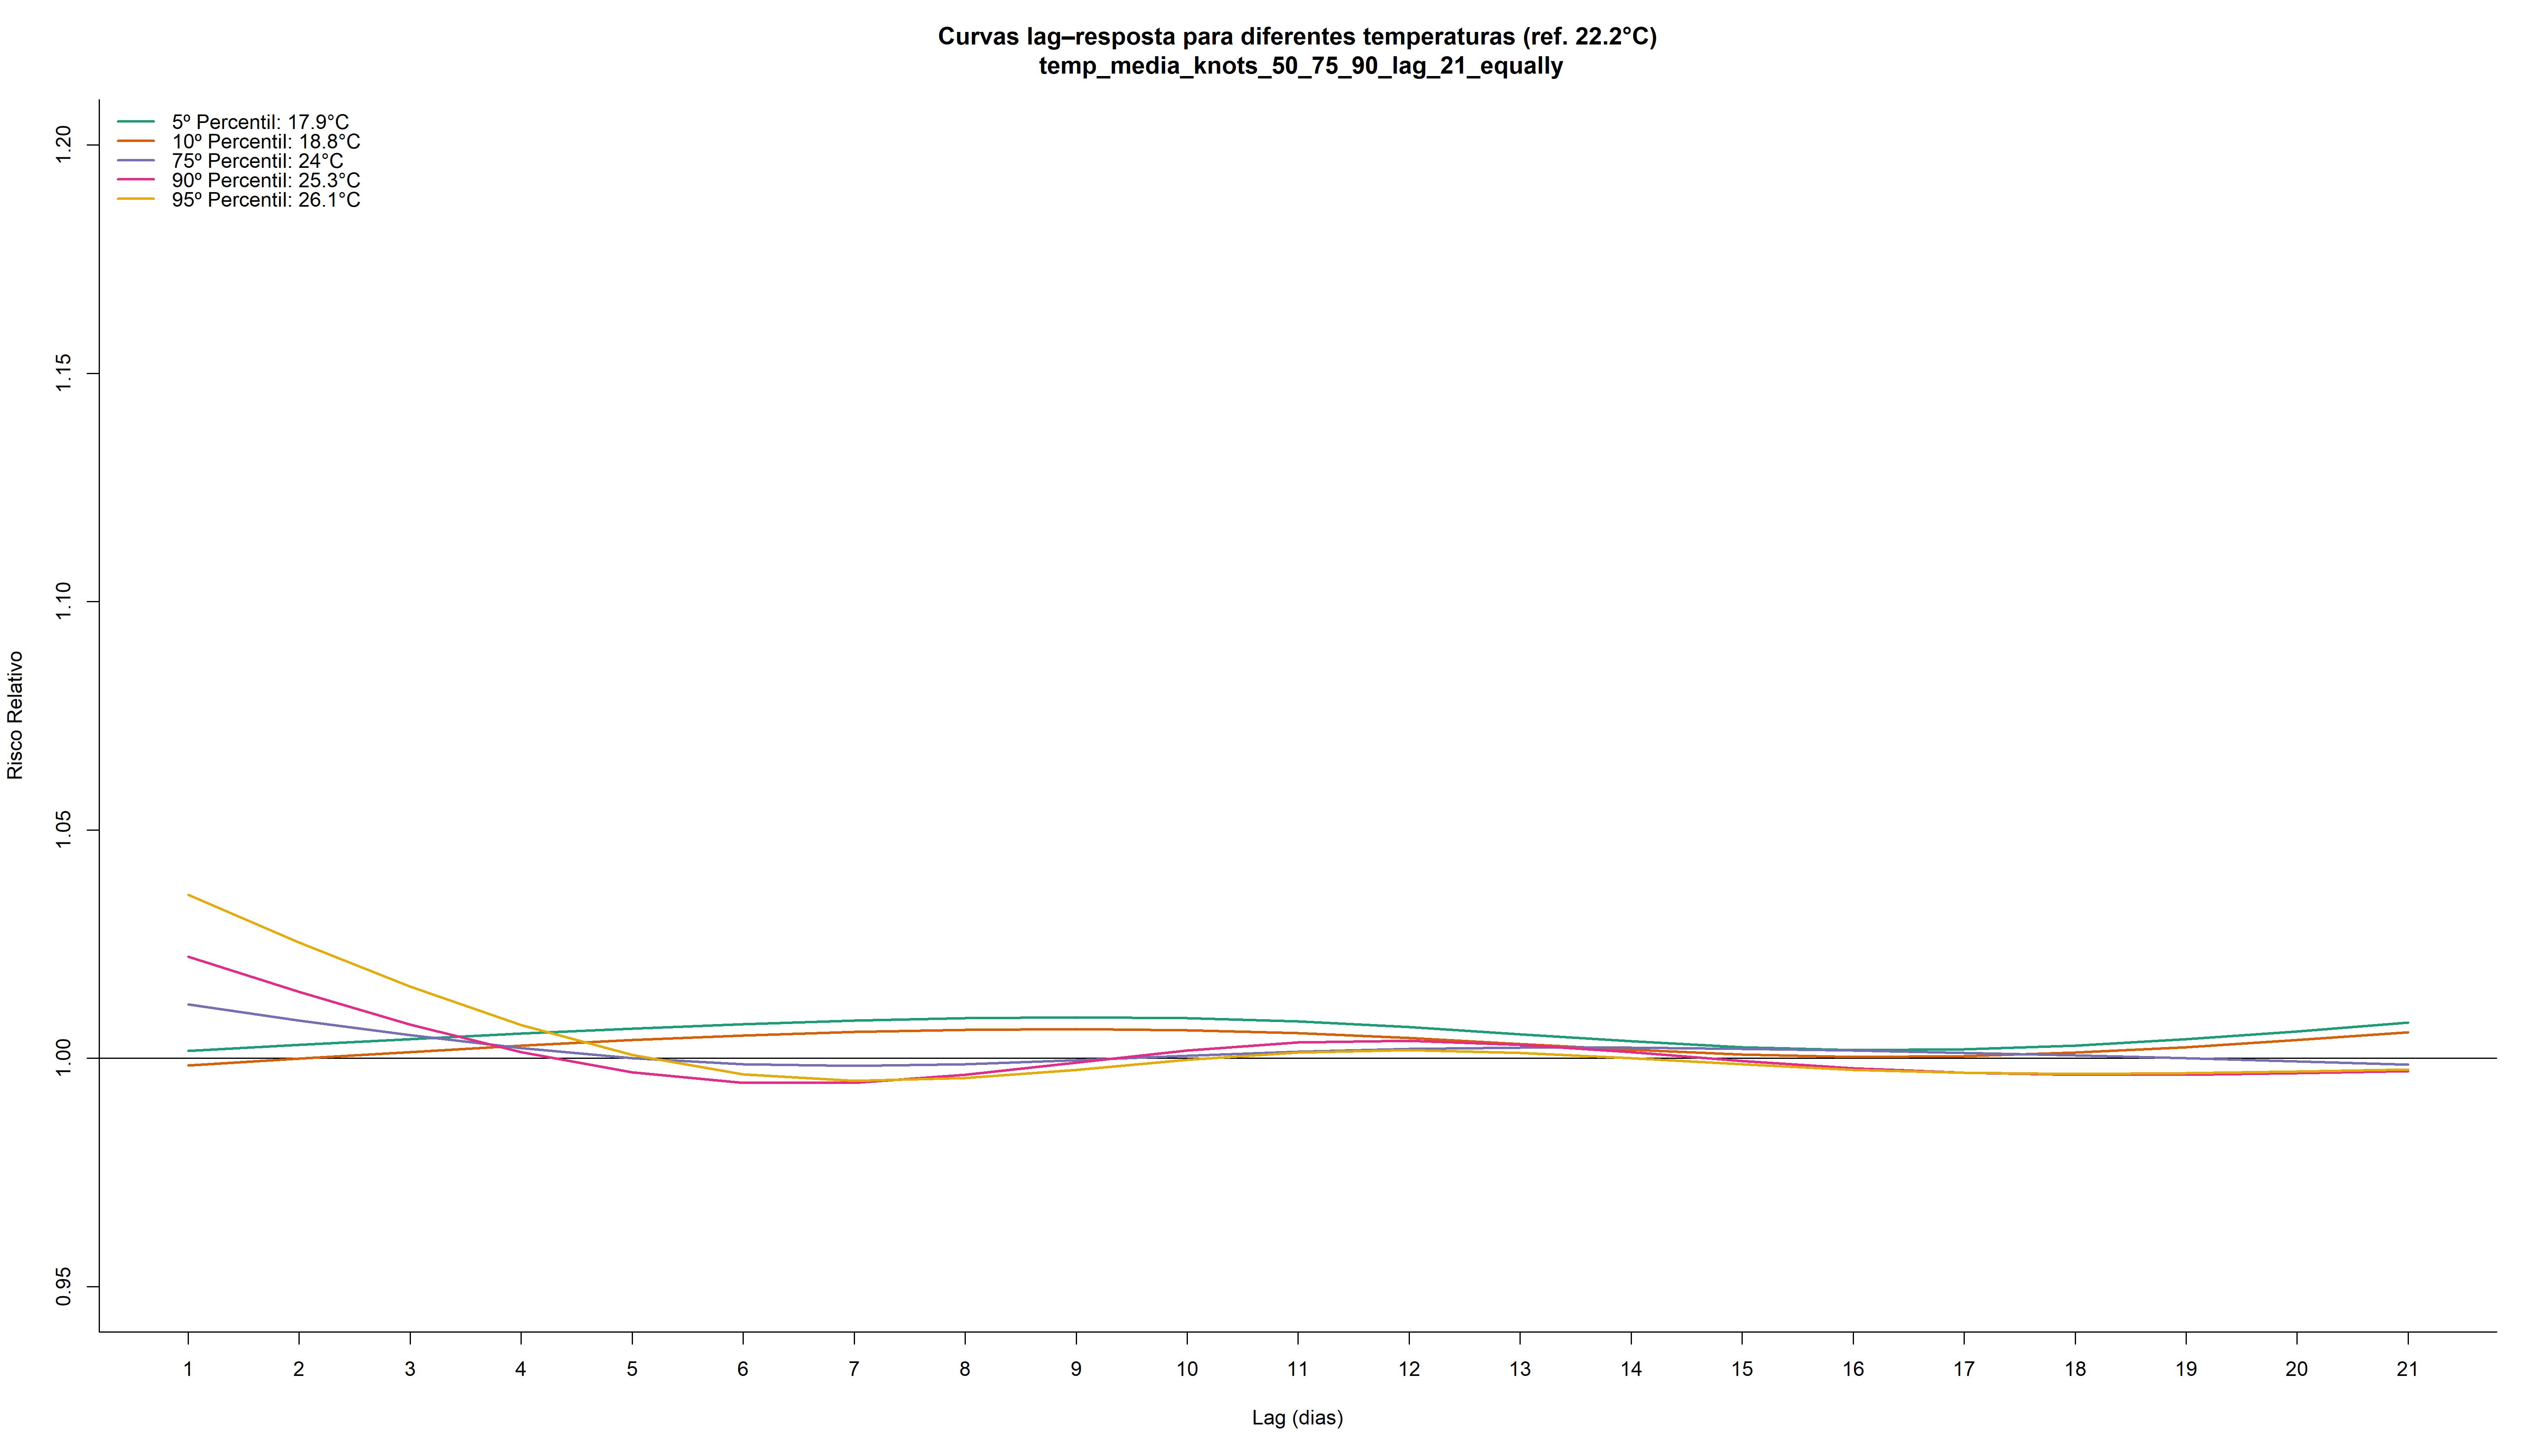 Curvas lag–resposta para diferentes temperaturas (ref. 22.2°C)
temp_media_knots_50_75_90_lag_21_equally
5º Percentil: 17.9°C
10º Percentil: 18.8°C
75º Percentil: 24°C
90º Percentil: 25.3°C
95º Percentil: 26.1°C
1.20
1.15
1.10
1.05
1.00
0.95
Risco Relativo
1 2 3 4 5 6 7 8 9 10 11 12 13 14 15 16 17 18 19 20 21
Lag (dias)